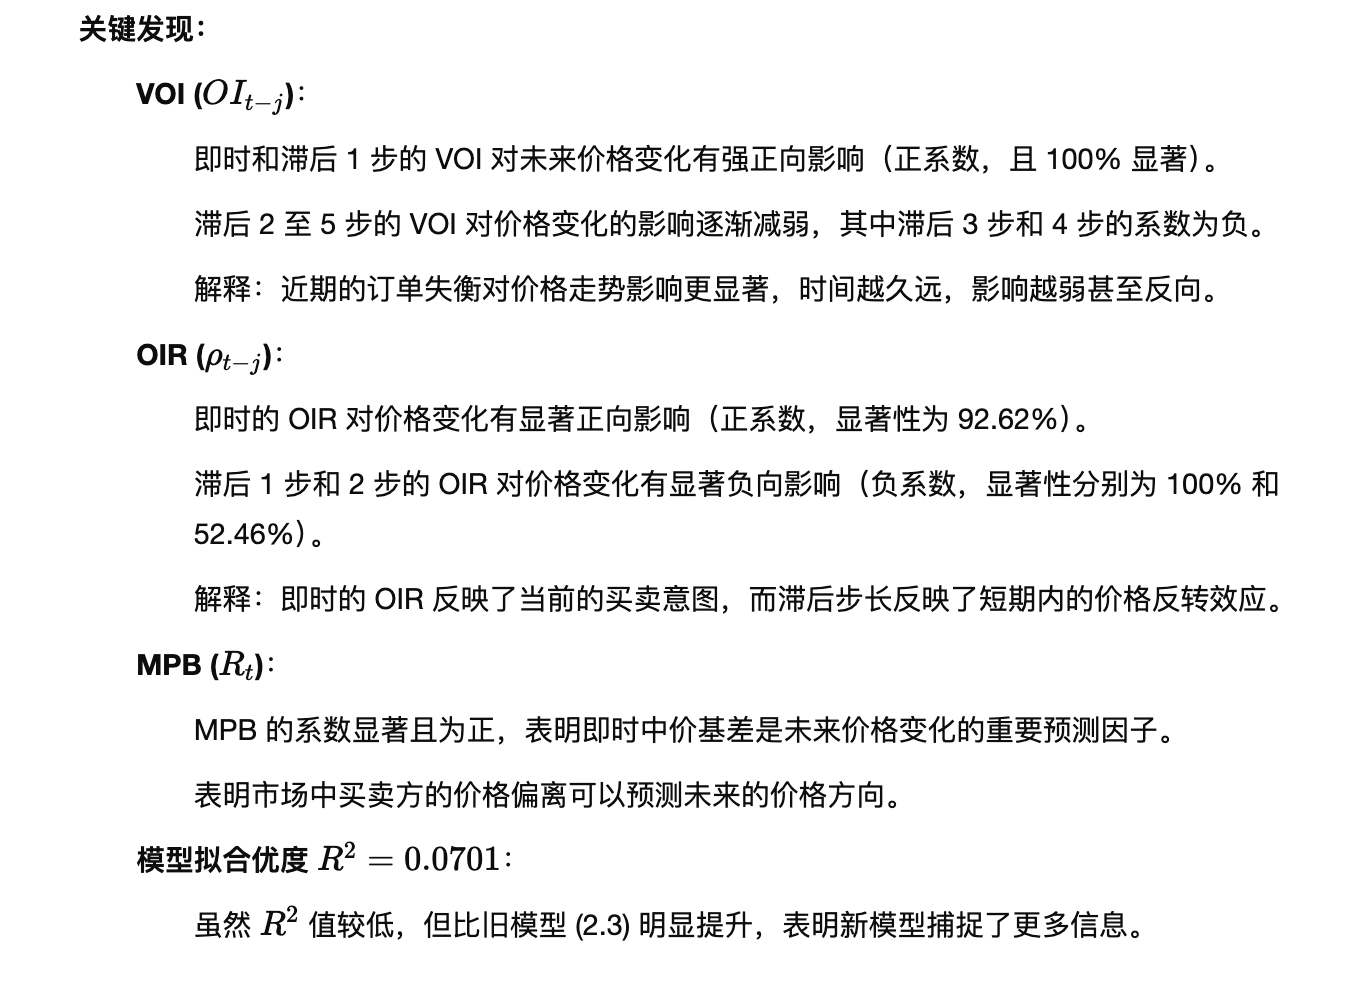 关键发现：
VOI (OI_{t−j})：
即时和滞后 1 步的 VOI 对未来价格变化有强正向影响（正系数，且 100% 显著）。
滞后 2 至 5 步的 VOI 对价格变化的影响逐渐减弱，其中滞后 3 步和 4 步的系数为负。
解释：近期的订单失衡对价格走势影响更显著，时间越久远，影响越弱甚至反向。
OIR (ρ_{t−j})：
即时的 OIR 对价格变化有显著正向影响（正系数，显著性为 92.62%）。
滞后 1 步和 2 步的 OIR 对价格变化有显著负向影响（负系数，显著性分别为 100% 和
52.46%）。
解释：即时的 OIR 反映了当前的买卖意图，而滞后步长反映了短期内的价格反转效应。
MPB (R_t)：
MPB 的系数显著且为正，表明即时中价基差是未来价格变化的重要预测因子。
表明市场中买卖方的价格偏离可以预测未来的价格方向。
模型拟合优度 R² = 0.0701：
虽然 R² 值较低，但比旧模型 (2.3) 明显提升，表明新模型捕捉了更多信息。